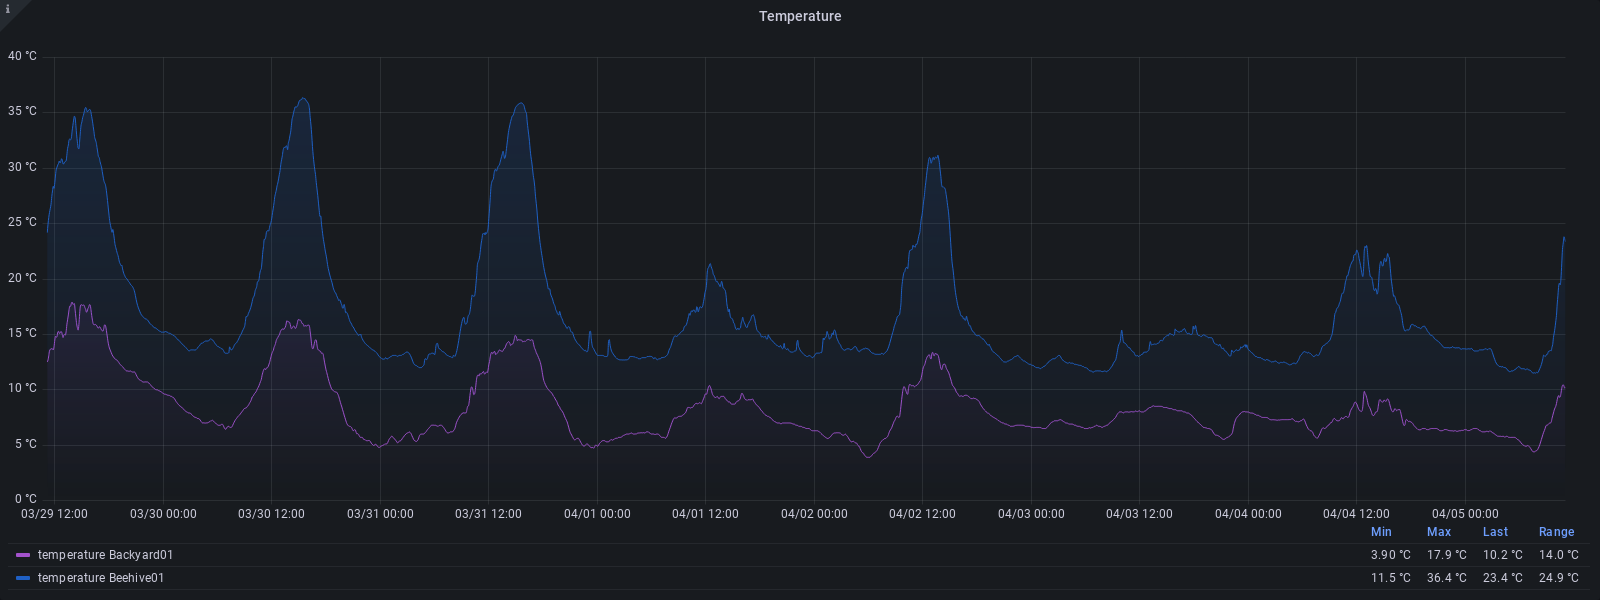 i
Temperature
40 °C
35 °C
30 °C
25 °C
20 °C
15 °C
10 °C
5 °C
0 °C
03/29 12:00 03/30 00:00 03/30 12:00 03/31 00:00 03/31 12:00 04/01 00:00 04/01 12:00 04/02 00:00 04/02 12:00 04/03 00:00 04/03 12:00 04/04 00:00 04/04 12:00 04/05 00:00
Min Max Last Range
temperature Backyard01 3.90 °C 17.9 °C 10.2 °C 14.0 °C
temperature Beehive01 11.5 °C 36.4 °C 23.4 °C 24.9 °C